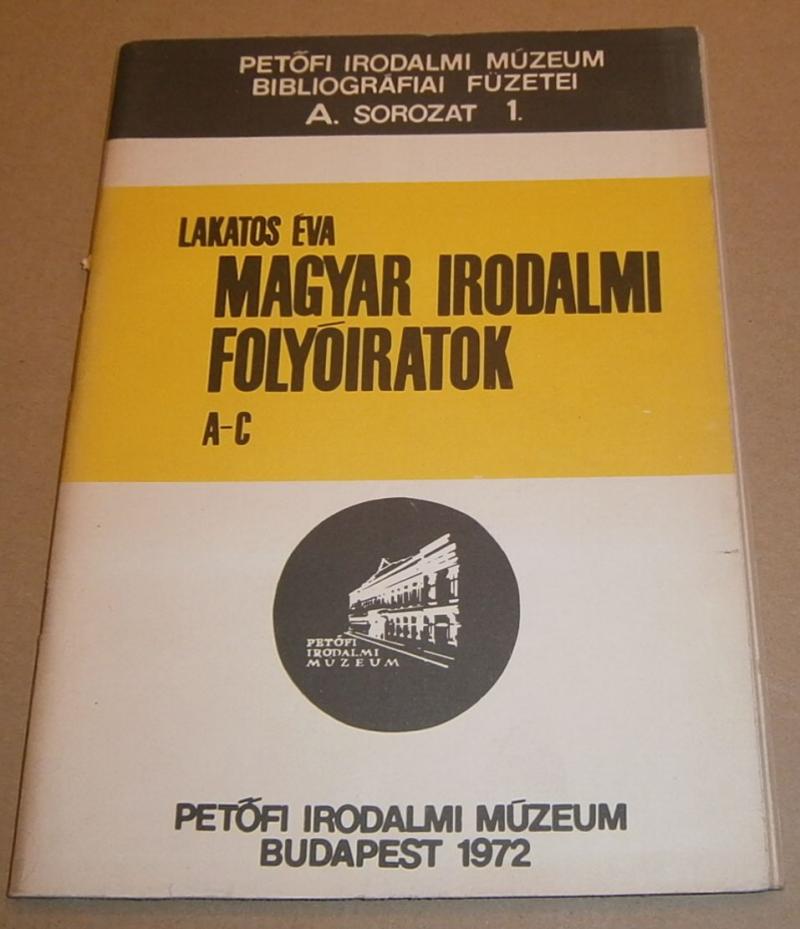 PETŐFI IRODALMI MÚZEUM
BIBLIOGRÁFIAI FÜZETEI
A. SOROZAT 1.
LAKATOS ÉVA
MAGYAR IRODALMI
FOLYÓIRATOK
A-C
PETŐFI
IRODALMI
MÚZEUM
PETŐFI IRODALMI MÚZEUM
BUDAPEST 1972